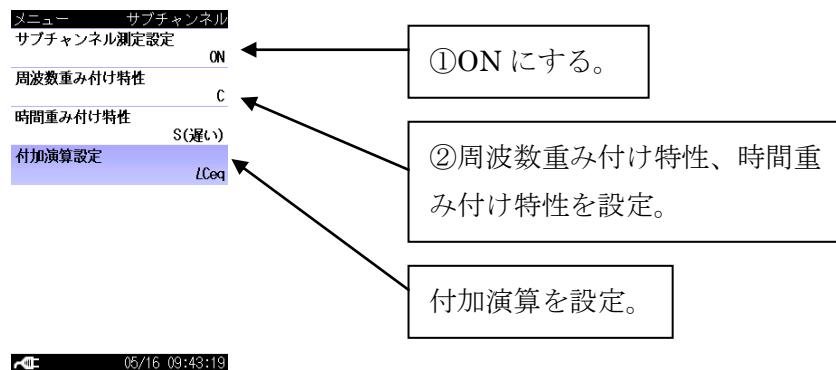 メニュー サブチャンネル
サブチャンネル測定設定
ON
周波数重み付け特性
C
時間重み付け特性
S(遅い)
付加演算設定
LCeq
05/16 09:43:19
①ON にする。
②周波数重み付け特性、時間重
み付け特性を設定。
付加演算を設定。